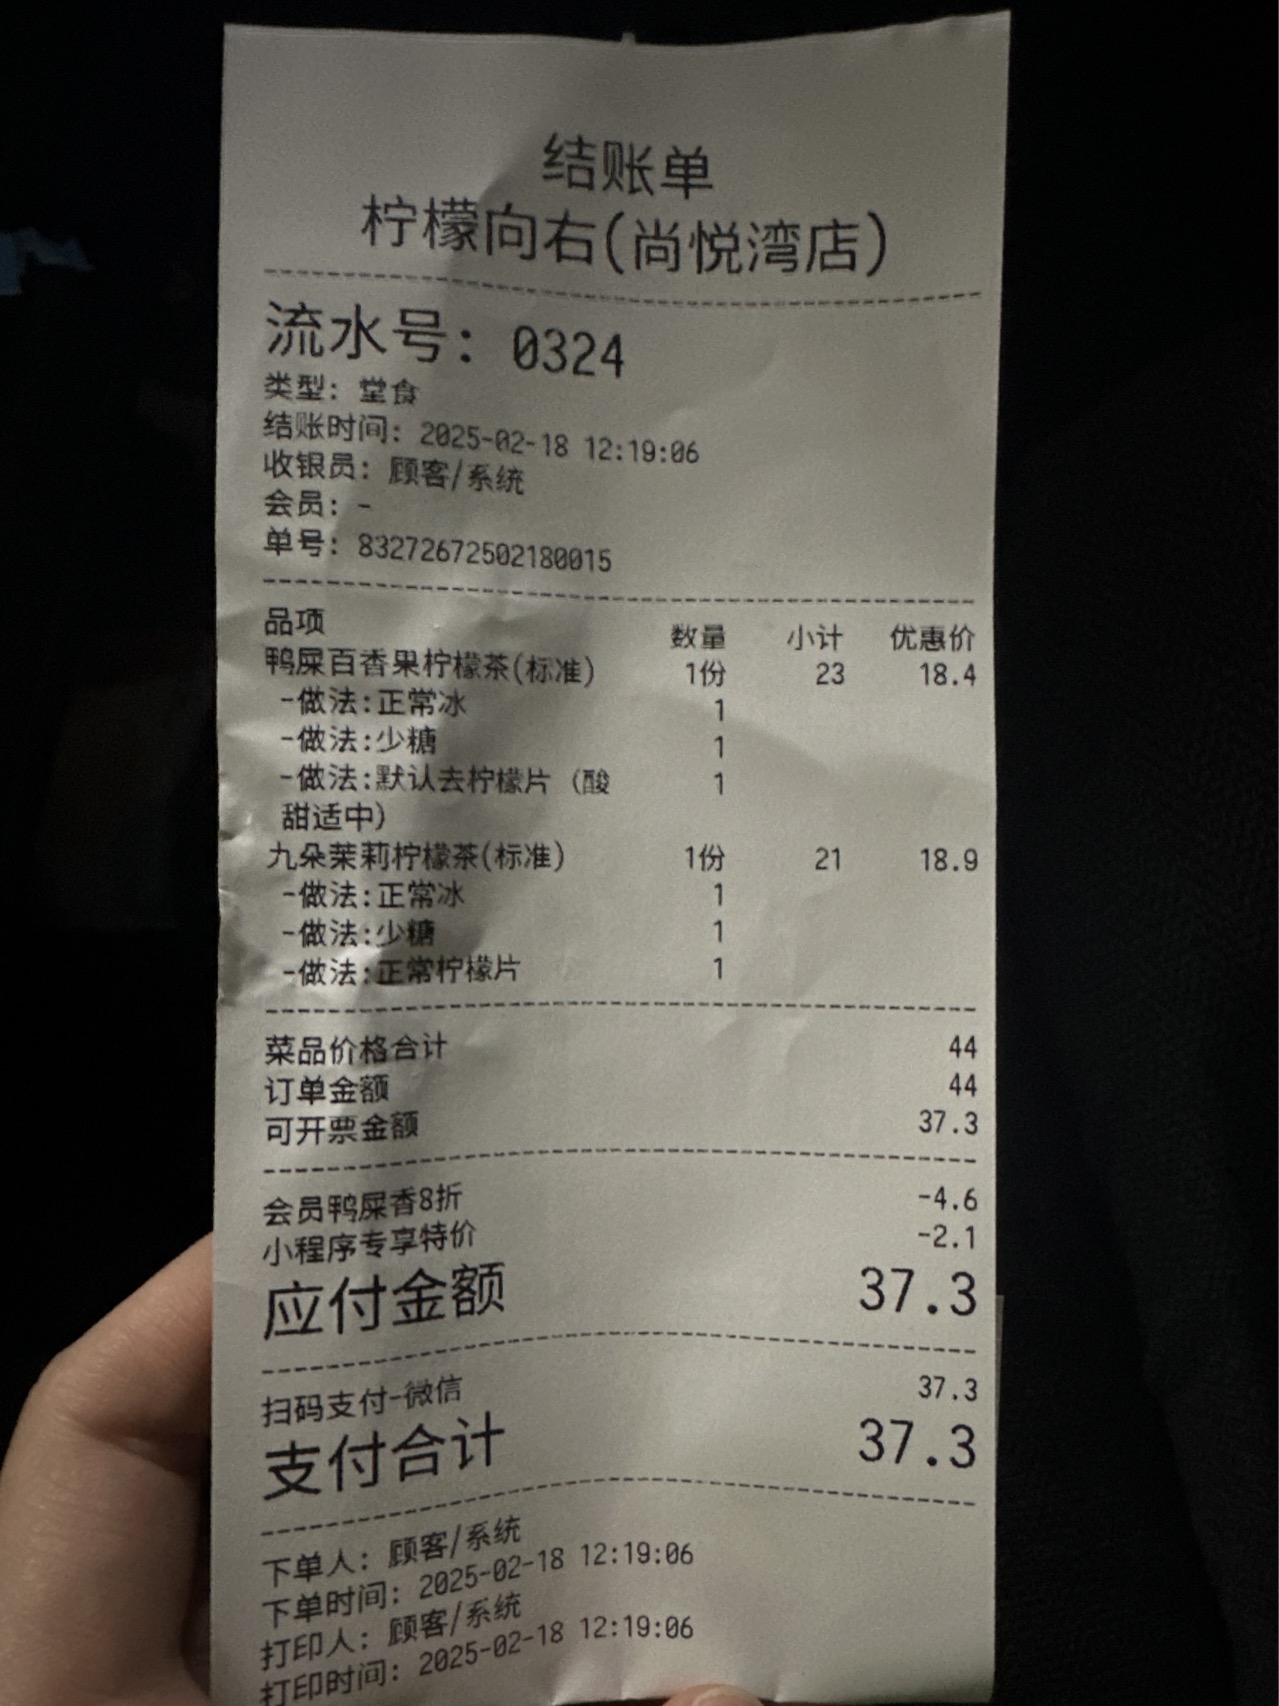 结账单
柠檬向右(尚悦湾店)
流水号: 0324
类型: 堂食
结账时间: 2025-02-18 12:19:06
收银员: 顾客/系统
会员: -
单号: 832726672502180015
品项 数量 小计 优惠价
鸭屎百香果柠檬茶(标准) 1份 23 18.4
-做法:正常冰 1
-做法:少糖 1
-做法:默认去柠檬片 (酸 1
甜适中)
九朵茉莉柠檬茶(标准) 1份 21 18.9
-做法:正常冰 1
-做法:少糖 1
-做法:正常柠檬片 1
菜品价格合计 44
订单金额 44
可开票金额 37.3
会员鸭屎香8折 -4.6
小程序专享特价 -2.1
应付金额 37.3
扫码支付-微信 37.3
支付合计 37.3
下单人: 顾客/系统
下单时间: 2025-02-18 12:19:06
打印人: 顾客/系统
打印时间: 2025-02-18 12:19:06